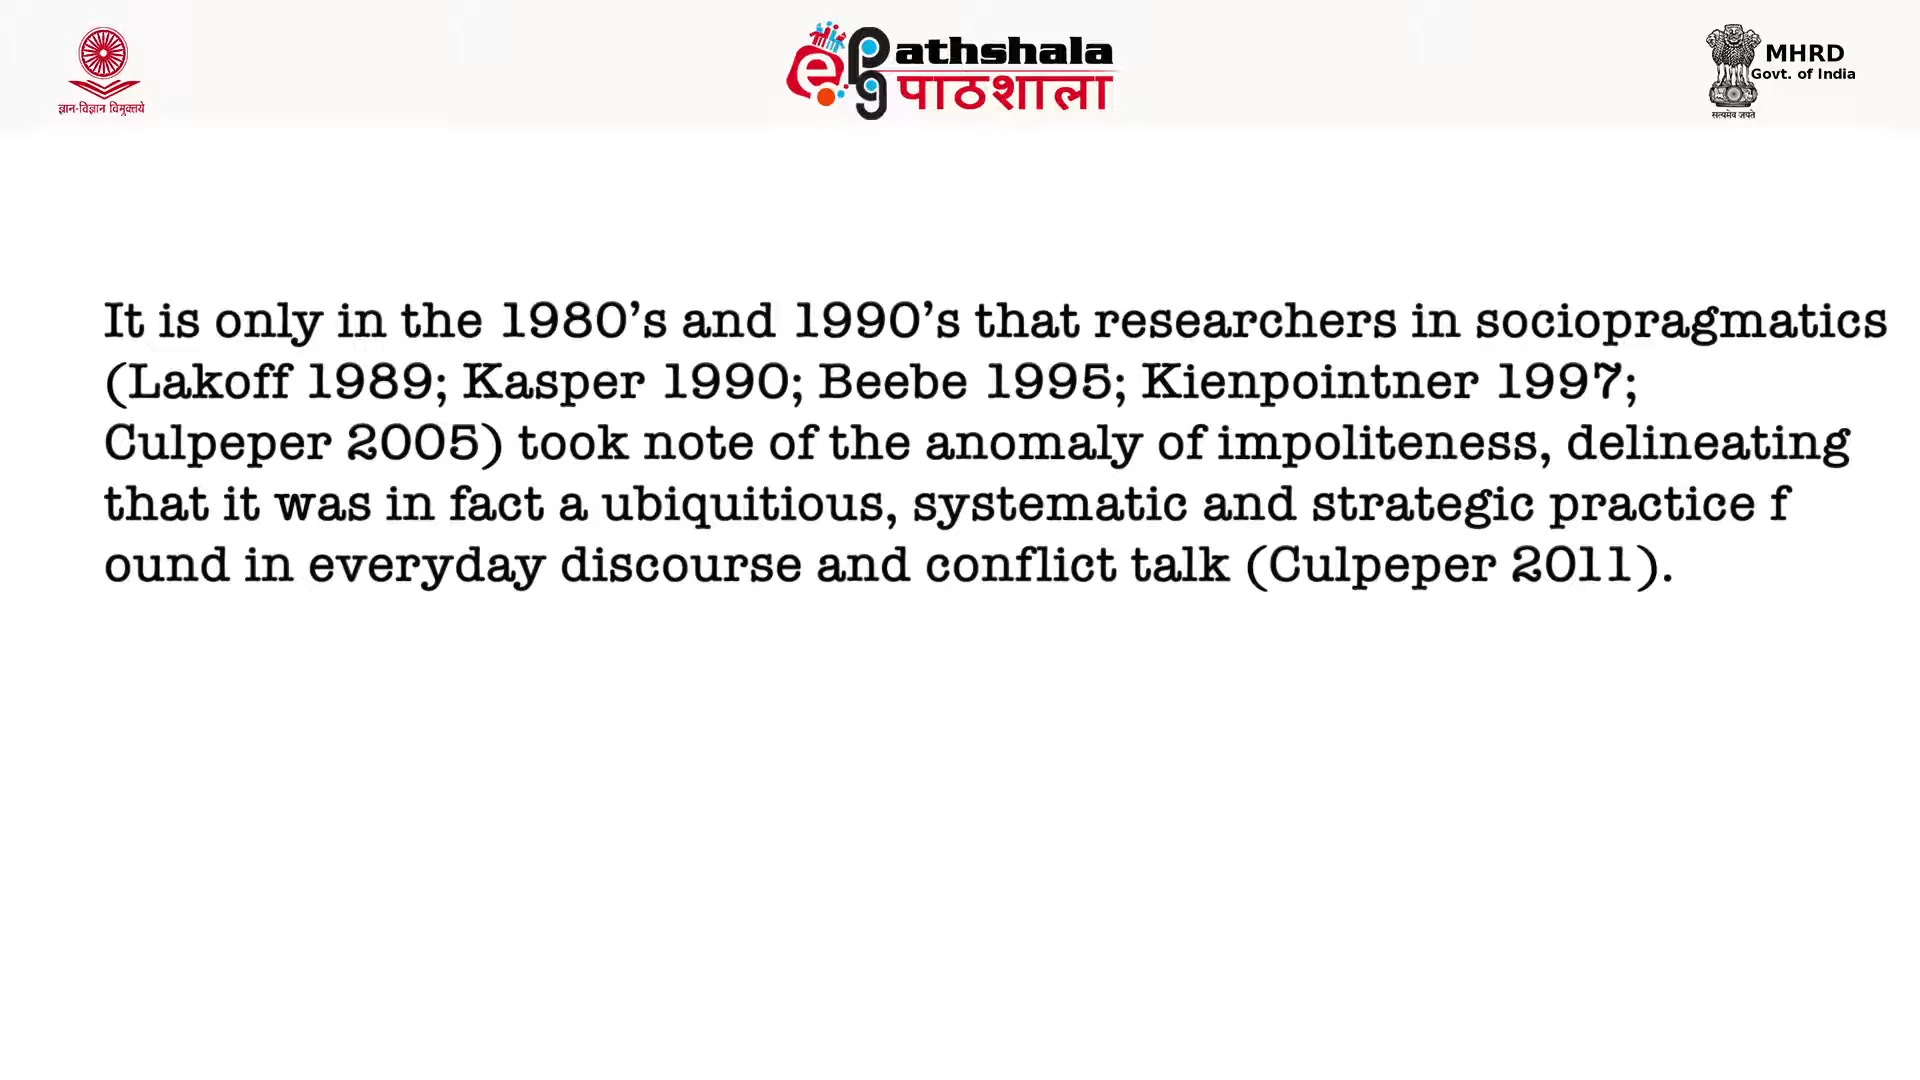 ज्ञान-विज्ञान विमुक्तये
ePG Pathshala
पाठशाला
MHRD
Govt. of India
सत्यमेव जयते
It is only in the 1980’s and 1990’s that researchers in sociopragmatics
(Lakoff 1989; Kasper 1990; Beebe 1995; Kienpointner 1997;
Culpeper 2005) took note of the anomaly of impoliteness, delineating
that it was in fact a ubiquitious, systematic and strategic practice f
ound in everyday discourse and conflict talk (Culpeper 2011).